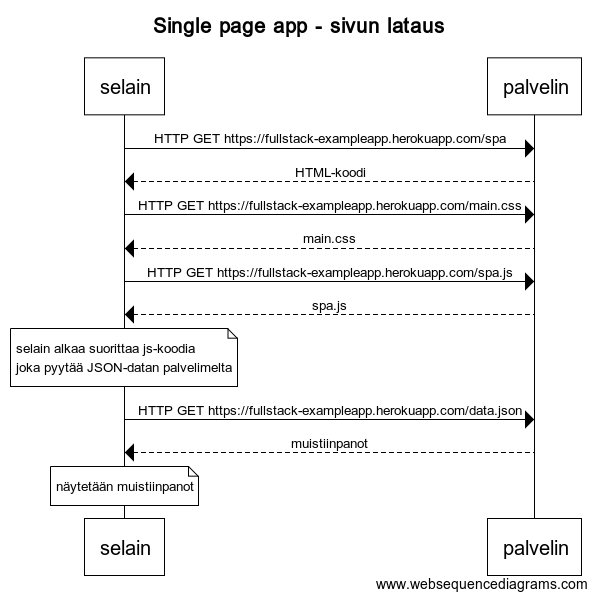 Single page app - sivun lataus
selain
palvelin
HTTP GET https://fullstack-exampleapp.herokuapp.com/spa
HTML-koodi
HTTP GET https://fullstack-exampleapp.herokuapp.com/main.css
main.css
HTTP GET https://fullstack-exampleapp.herokuapp.com/spa.js
spa.js
selain alkaa suorittaa js-koodia
joka pyytää JSON-datan palvelimelta
HTTP GET https://fullstack-exampleapp.herokuapp.com/data.json
muistiinpanot
näytetään muistiinpanot
selain
palvelin
www.websequencediagrams.com